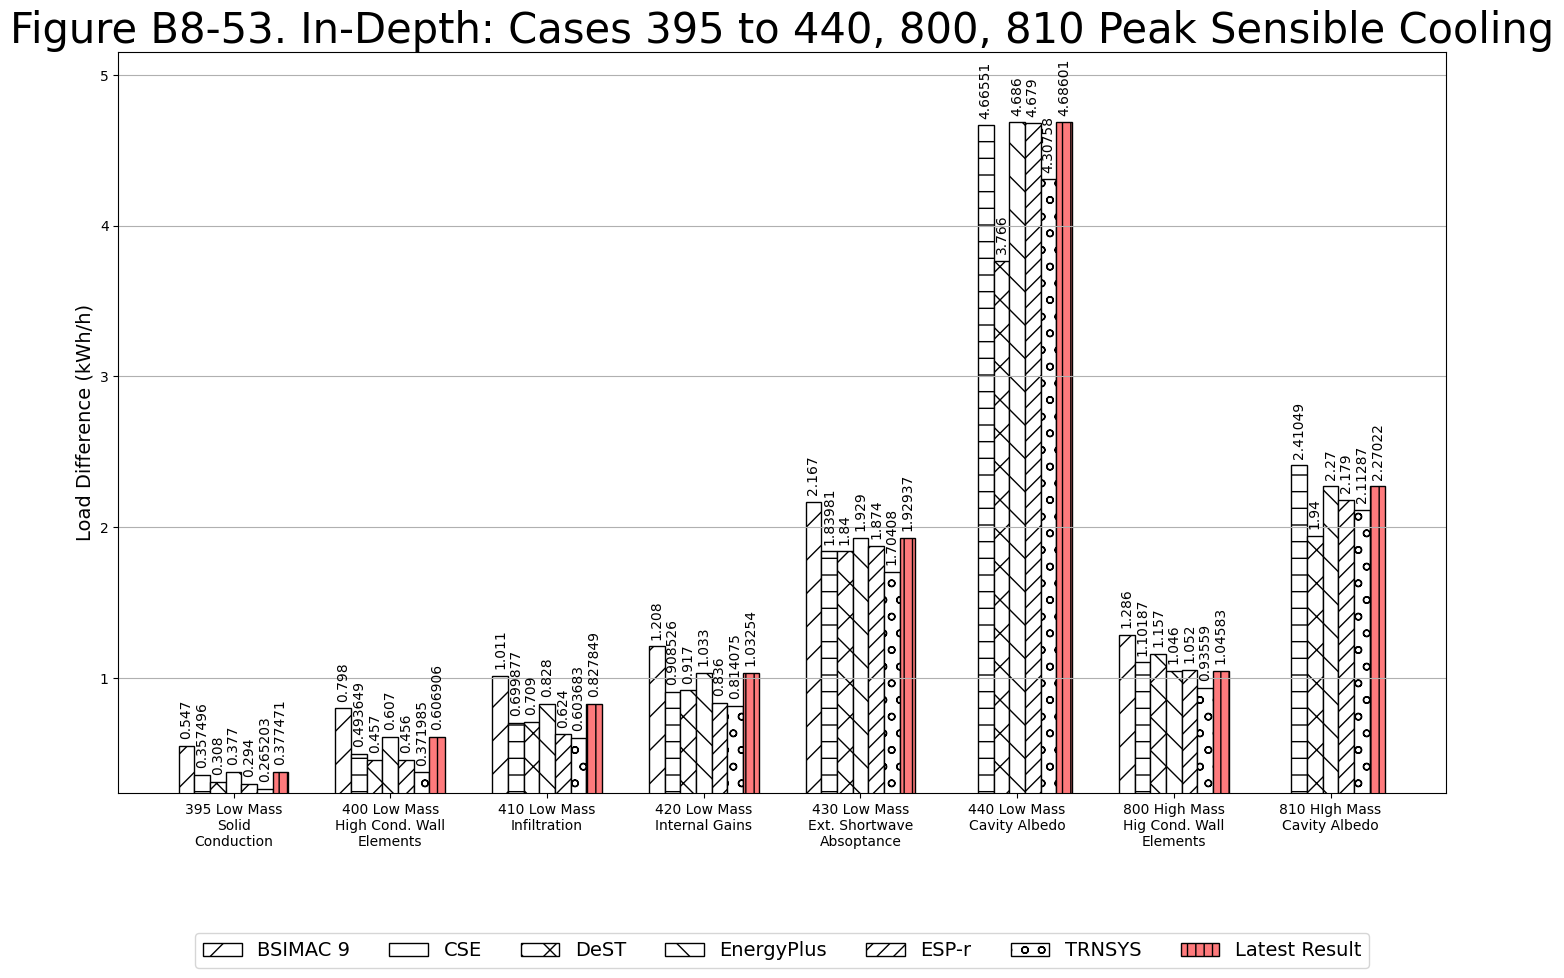 Figure B8-53. In-Depth: Cases 395 to 440, 800, 810 Peak Sensible Cooling
Load Difference (kWh/h)
5
4
3
2
1
0.547
0.357496
0.308
0.377
0.294
0.265203
0.377471
0.798
0.493649
0.457
0.607
0.456
0.371985
0.606906
1.011
0.699877
0.709
0.828
0.624
0.603683
0.827849
1.208
0.908526
0.917
1.033
0.836
0.814075
1.03254
2.167
1.83981
1.84
1.929
1.874
1.70408
1.92937
4.66551
3.766
4.686
4.679
4.30758
4.68601
1.286
1.10187
1.157
1.046
1.052
0.93559
1.04583
2.41049
1.94
2.27
2.179
2.11287
2.27022
395 Low Mass
Solid
Conduction
400 Low Mass
High Cond. Wall
Elements
410 Low Mass
Infiltration
420 Low Mass
Internal Gains
430 Low Mass
Ext. Shortwave
Absoptance
440 Low Mass
Cavity Albedo
800 High Mass
Hig Cond. Wall
Elements
810 HIgh Mass
Cavity Albedo
BSIMAC 9
CSE
DeST
EnergyPlus
ESP-r
TRNSYS
Latest Result